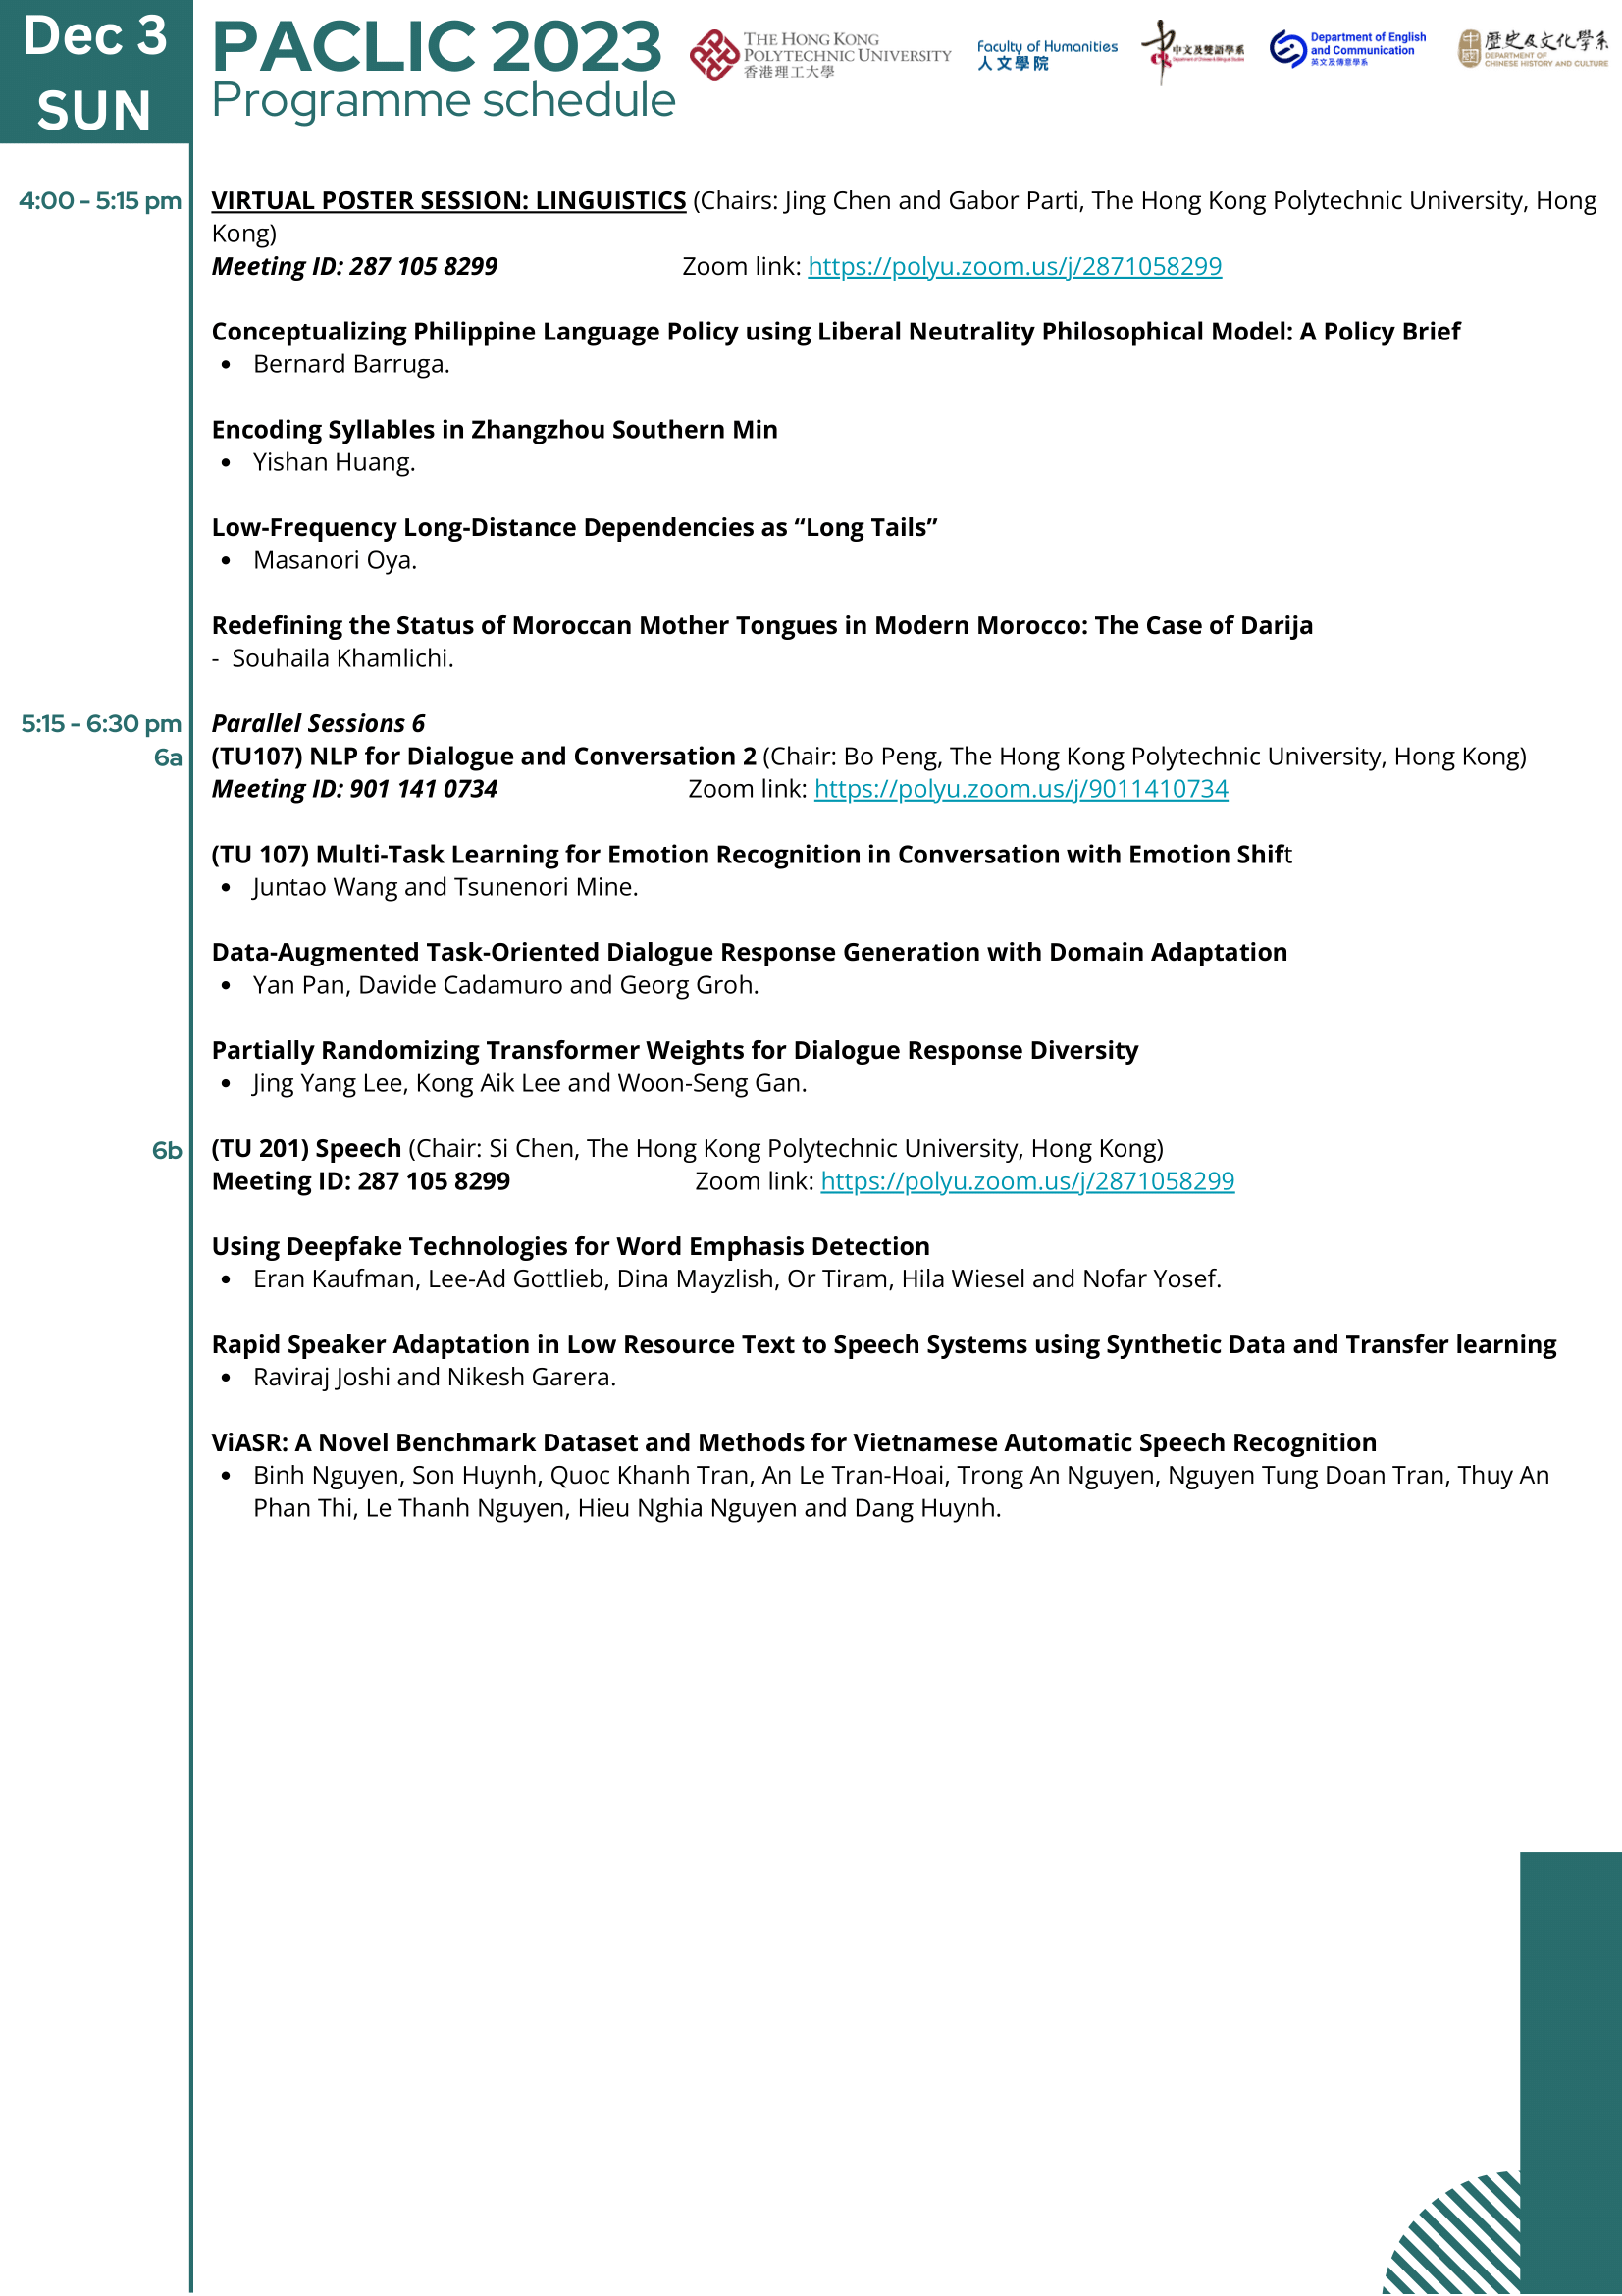 Dec 3
SUN
PACLIC 2023
Programme schedule
THE HONG KONG
POLYTECHNIC UNIVERSITY
香港理工大學
Faculty of Humanities
人文學院
中文及雙語學系
Department of Chinese & Bilingual Studies
Department of English
and Communication
英文及傳意學系
歷史及文化學系
DEPARTMENT OF
CHINESE HISTORY AND CULTURE
4:00 - 5:15 pm
VIRTUAL POSTER SESSION: LINGUISTICS (Chairs: Jing Chen and Gabor Parti, The Hong Kong Polytechnic University, Hong
Kong)
Meeting ID: 287 105 8299 Zoom link: https://polyu.zoom.us/j/2871058299
Conceptualizing Philippine Language Policy using Liberal Neutrality Philosophical Model: A Policy Brief
• Bernard Barruga.
Encoding Syllables in Zhangzhou Southern Min
• Yishan Huang.
Low-Frequency Long-Distance Dependencies as “Long Tails”
• Masanori Oya.
Redefining the Status of Moroccan Mother Tongues in Modern Morocco: The Case of Darija
- Souhaila Khamlichi.
5:15 - 6:30 pm
Parallel Sessions 6
6a
(TU107) NLP for Dialogue and Conversation 2 (Chair: Bo Peng, The Hong Kong Polytechnic University, Hong Kong)
Meeting ID: 901 141 0734 Zoom link: https://polyu.zoom.us/j/9011410734
(TU 107) Multi-Task Learning for Emotion Recognition in Conversation with Emotion Shift
• Juntao Wang and Tsunenori Mine.
Data-Augmented Task-Oriented Dialogue Response Generation with Domain Adaptation
• Yan Pan, Davide Cadamuro and Georg Groh.
Partially Randomizing Transformer Weights for Dialogue Response Diversity
• Jing Yang Lee, Kong Aik Lee and Woon-Seng Gan.
6b
(TU 201) Speech (Chair: Si Chen, The Hong Kong Polytechnic University, Hong Kong)
Meeting ID: 287 105 8299 Zoom link: https://polyu.zoom.us/j/2871058299
Using Deepfake Technologies for Word Emphasis Detection
• Eran Kaufman, Lee-Ad Gottlieb, Dina Mayzlish, Or Tiram, Hila Wiesel and Nofar Yosef.
Rapid Speaker Adaptation in Low Resource Text to Speech Systems using Synthetic Data and Transfer learning
• Raviraj Joshi and Nikesh Garera.
ViASR: A Novel Benchmark Dataset and Methods for Vietnamese Automatic Speech Recognition
• Binh Nguyen, Son Huynh, Quoc Khanh Tran, An Le Tran-Hoai, Trong An Nguyen, Nguyen Tung Doan Tran, Thuy An
Phan Thi, Le Thanh Nguyen, Hieu Nghia Nguyen and Dang Huynh.